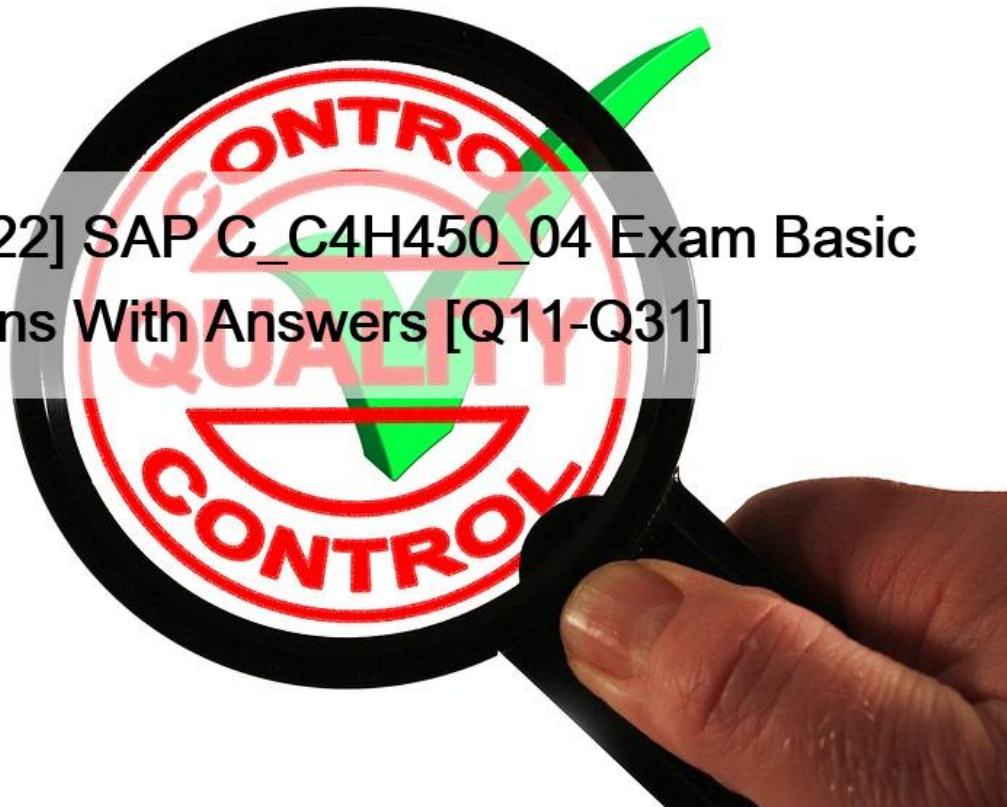 CONTROL
22] SAP C_C4H450_04 Exam Basic
QUALITY
ns With Answers [Q11-Q31]
CONTROL